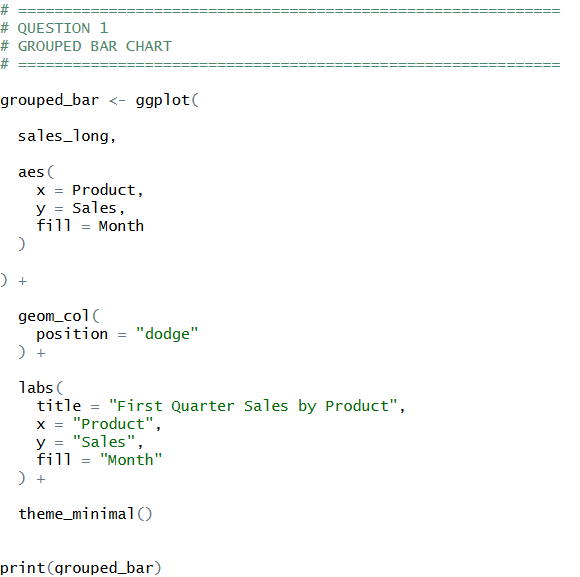 # ============================================================
# QUESTION 1
# GROUPED BAR CHART
# ============================================================
grouped_bar <- ggplot(
sales_long,
aes(
x = Product,
y = Sales,
fill = Month
)
) +
geom_col(
position = "dodge"
) +
labs(
title = "First Quarter Sales by Product",
x = "Product",
y = "Sales",
fill = "Month"
) +
theme_minimal()
print(grouped_bar)